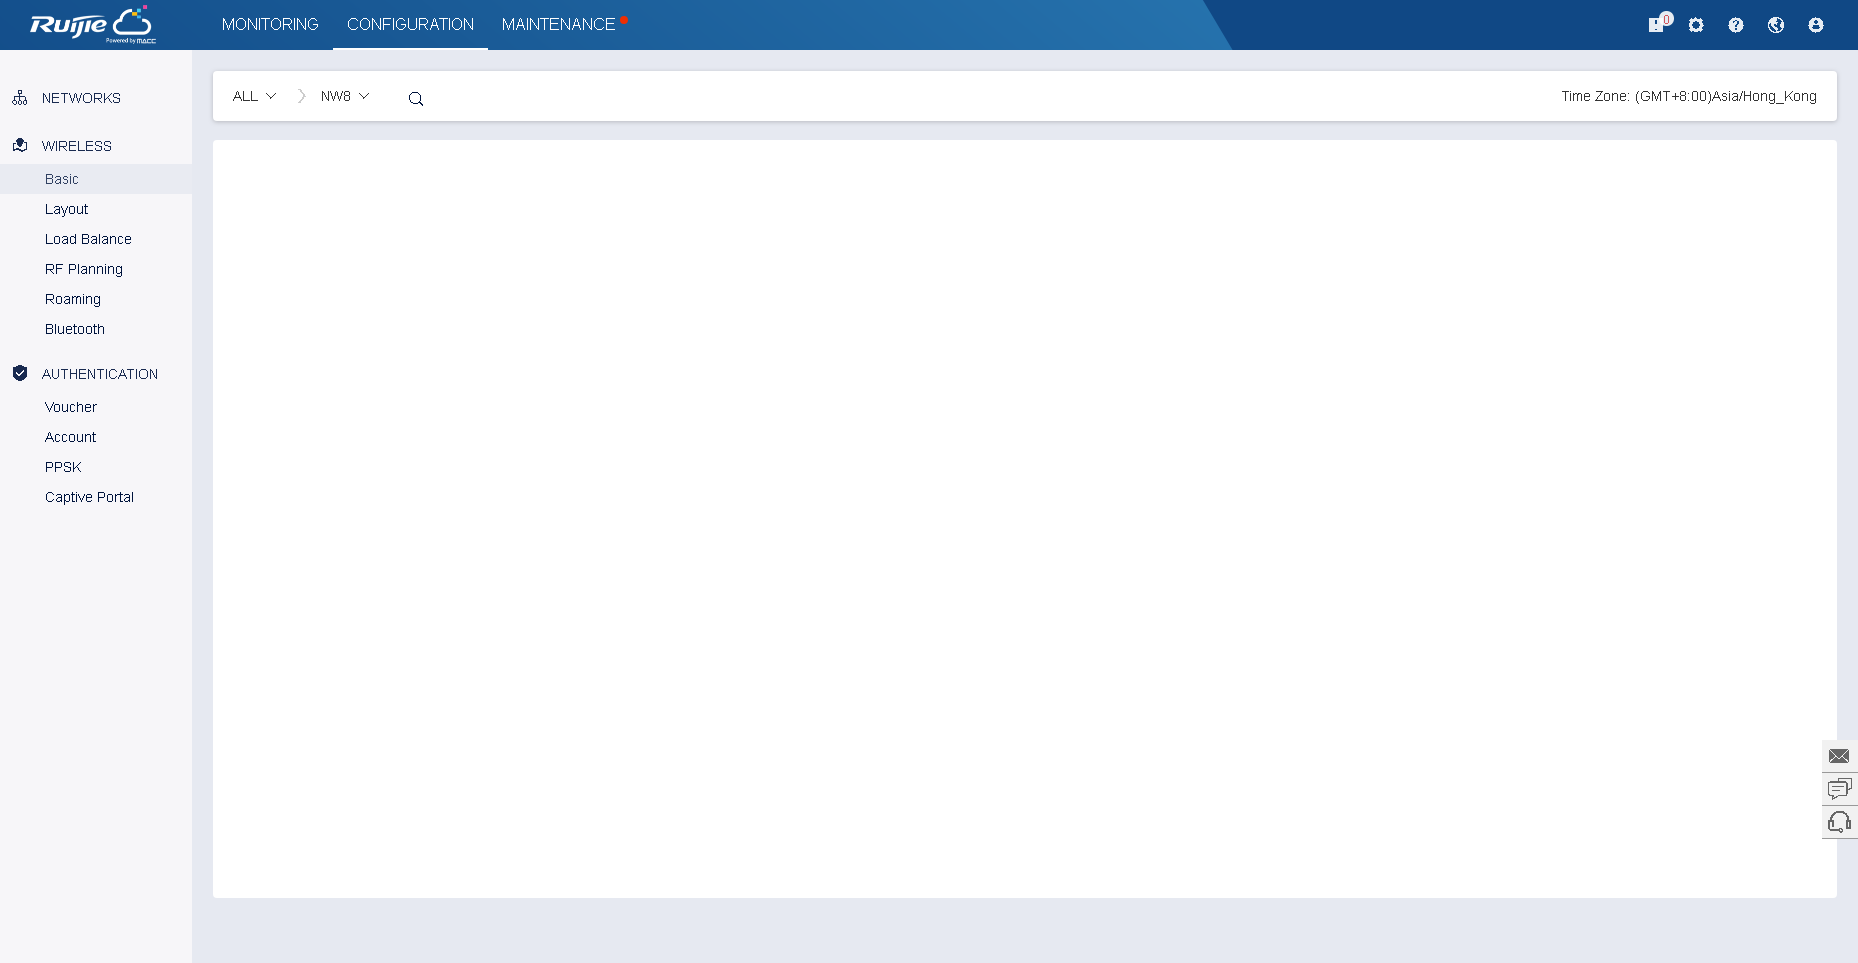 Ruijie
Powered by MACC
MONITORING
CONFIGURATION
MAINTENANCE
0
NETWORKS
WIRELESS
Basic
Layout
Load Balance
RF Planning
Roaming
Bluetooth
AUTHENTICATION
Voucher
Account
PPSK
Captive Portal
ALL
NW8
Time Zone: (GMT+8:00)Asia/Hong_Kong